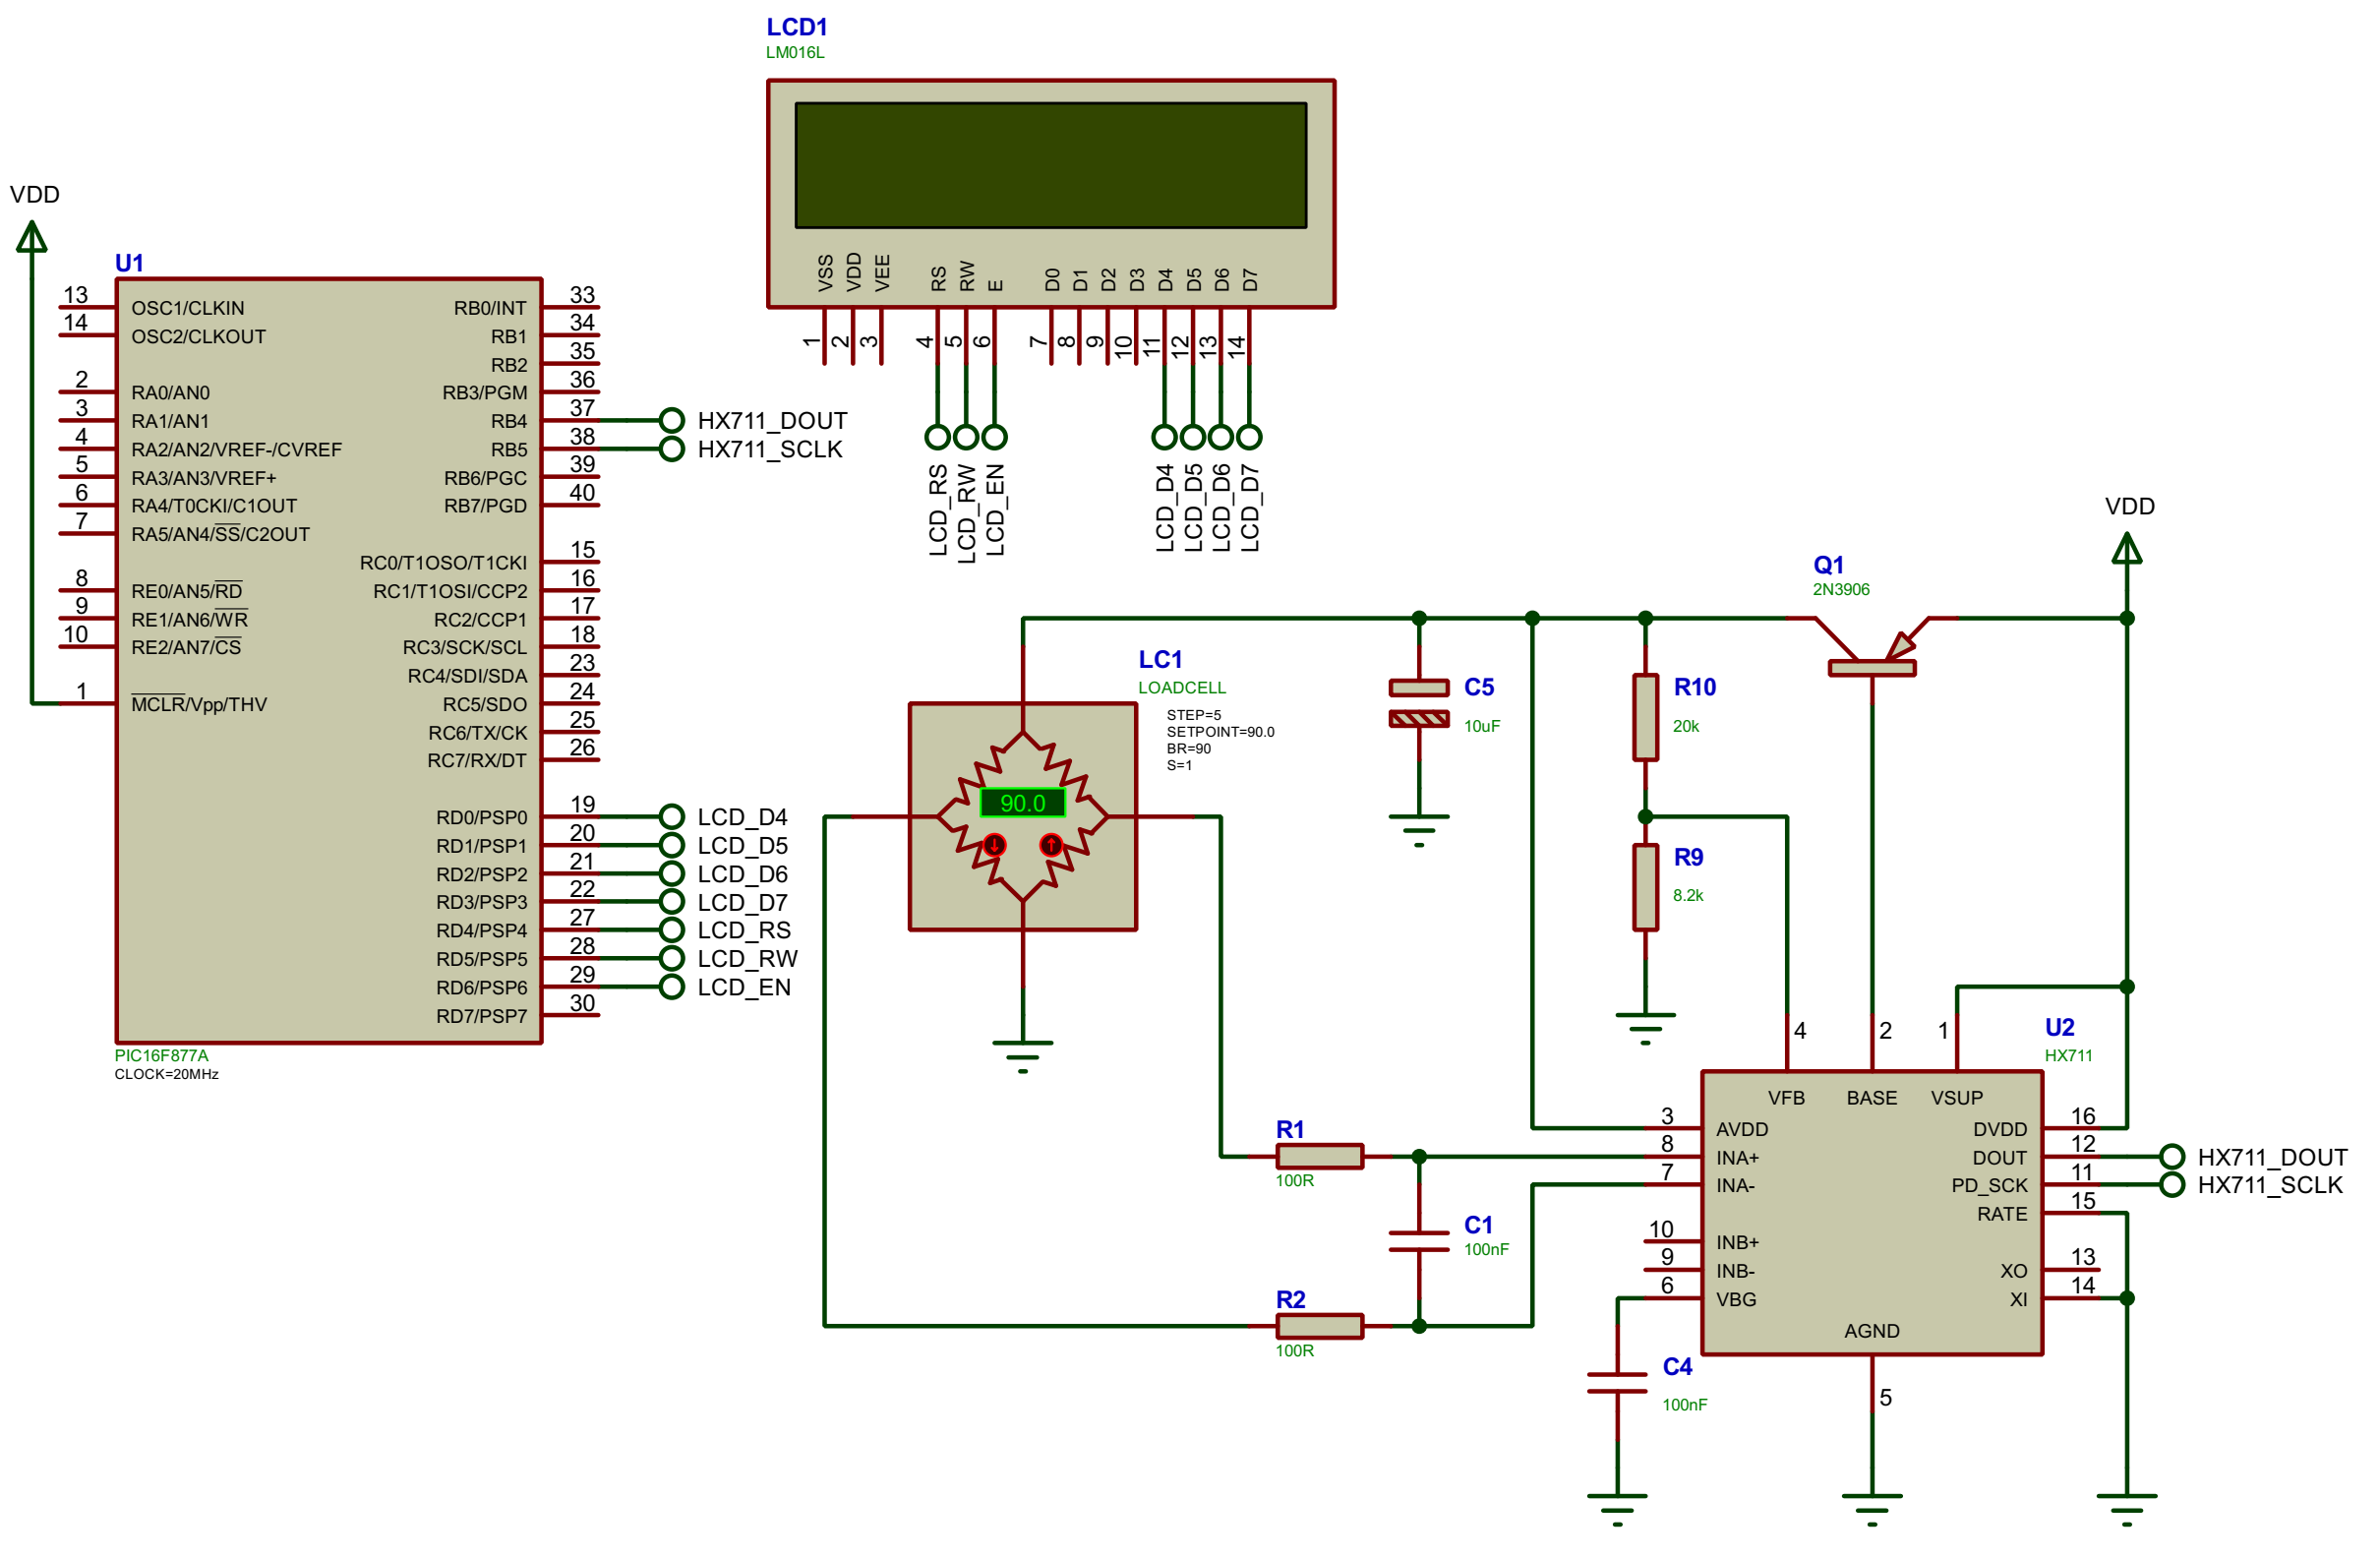 LCD1
LM016L
VSS
VDD
VEE
RS
RW
E
D0
D1
D2
D3
D4
D5
D6
D7
1
2
3
4
5
6
7
8
9
10
11
12
13
14
LCD_RS
LCD_RW
LCD_EN
LCD_D4
LCD_D5
LCD_D6
LCD_D7
VDD
U1
13 OSC1/CLKIN
14 OSC2/CLKOUT
2 RA0/AN0
3 RA1/AN1
4 RA2/AN2/VREF-/CVREF
5 RA3/AN3/VREF+
6 RA4/T0CKI/C1OUT
7 RA5/AN4/SS/C2OUT
8 RE0/AN5/RD
9 RE1/AN6/WR
10 RE2/AN7/CS
1 MCLR/Vpp/THV
RB0/INT 33
RB1 34
RB2 35
RB3/PGM 36
RB4 37 HX711_DOUT
RB5 38 HX711_SCLK
RB6/PGC 39
RB7/PGD 40
RC0/T1OSO/T1CKI 15
RC1/T1OSI/CCP2 16
RC2/CCP1 17
RC3/SCK/SCL 18
RC4/SDI/SDA 23
RC5/SDO 24
RC6/TX/CK 25
RC7/RX/DT 26
RD0/PSP0 19 LCD_D4
RD1/PSP1 20 LCD_D5
RD2/PSP2 21 LCD_D6
RD3/PSP3 22 LCD_D7
RD4/PSP4 27 LCD_RS
RD5/PSP5 28 LCD_RW
RD6/PSP6 29 LCD_EN
RD7/PSP7 30
PIC16F877A
CLOCK=20MHz
LC1
LOADCELL
STEP=5
SETPOINT=90.0
BR=90
S=1
90.0
C5
10uF
R10
20k
R9
8.2k
Q1
2N3906
VDD
R1
100R
R2
100R
C1
100nF
C4
100nF
U2
HX711
4 VFB
2 BASE
1 VSUP
3 AVDD
8 INA+
7 INA-
10 INB+
9 INB-
6 VBG
DVDD 16
DOUT 12 HX711_DOUT
PD_SCK 11 HX711_SCLK
RATE 15
XO 13
XI 14
AGND
5